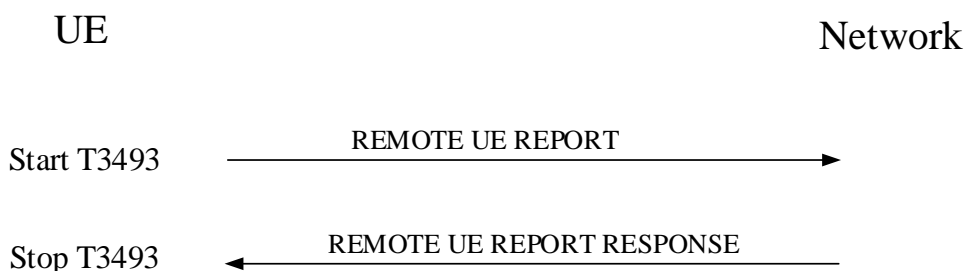 UE
Network
Start T3493
REMOTE UE REPORT
Stop T3493
REMOTE UE REPORT RESPONSE